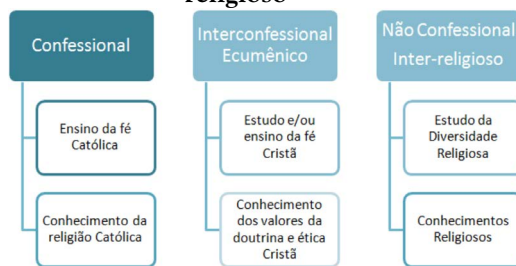 religioso
Confessional
Ensino da fé
Católica
Conhecimento da
religião Católica
Interconfessional
Ecumênico
Estudo e/ou
ensino da fé
Cristã
Conhecimento
dos valores da
doutrina e ética
Cristã
Não Confessional
Inter-religioso
Estudo da
Diversidade
Religiosa
Conhecimentos
Religiosos